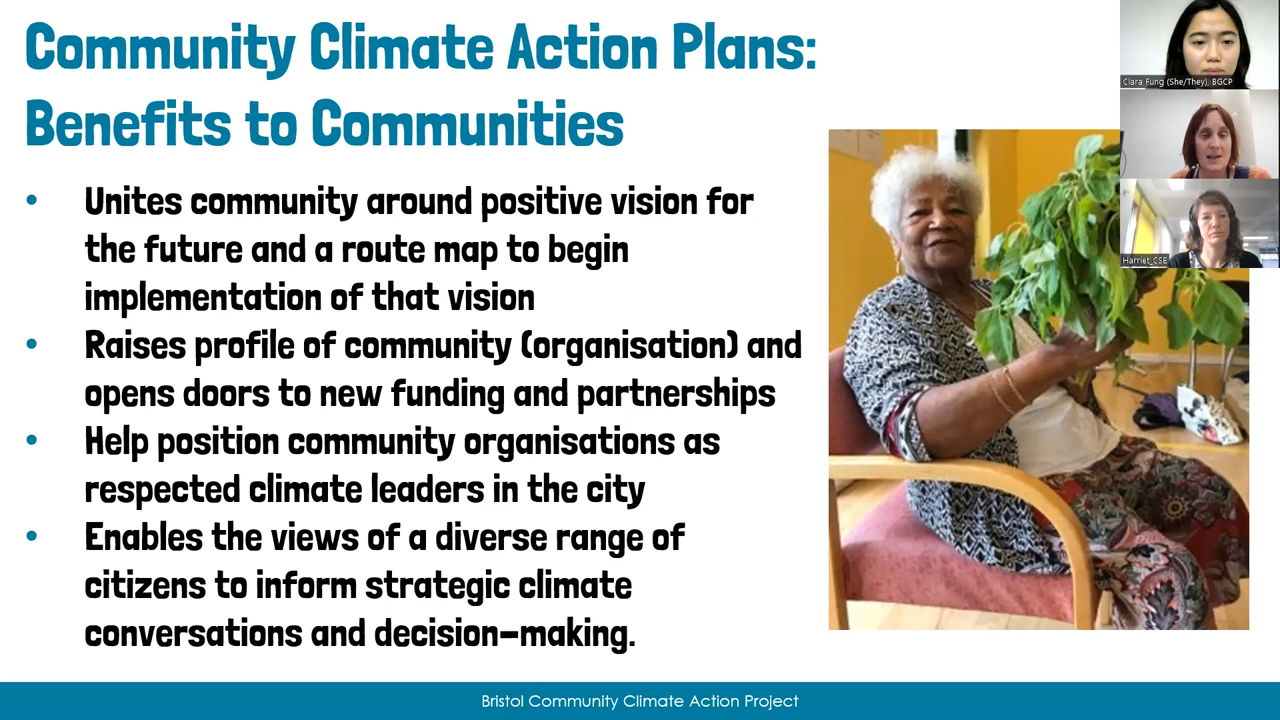 Community Climate Action Plans:
Benefits to Communities
• Unites community around positive vision for
the future and a route map to begin
implementation of that vision
• Raises profile of community (organisation) and
opens doors to new funding and partnerships
• Help position community organisations as
respected climate leaders in the city
• Enables the views of a diverse range of
citizens to inform strategic climate
conversations and decision-making.
Clara Fung (She/They), BGCP
Harriet_CSE
Bristol Community Climate Action Project